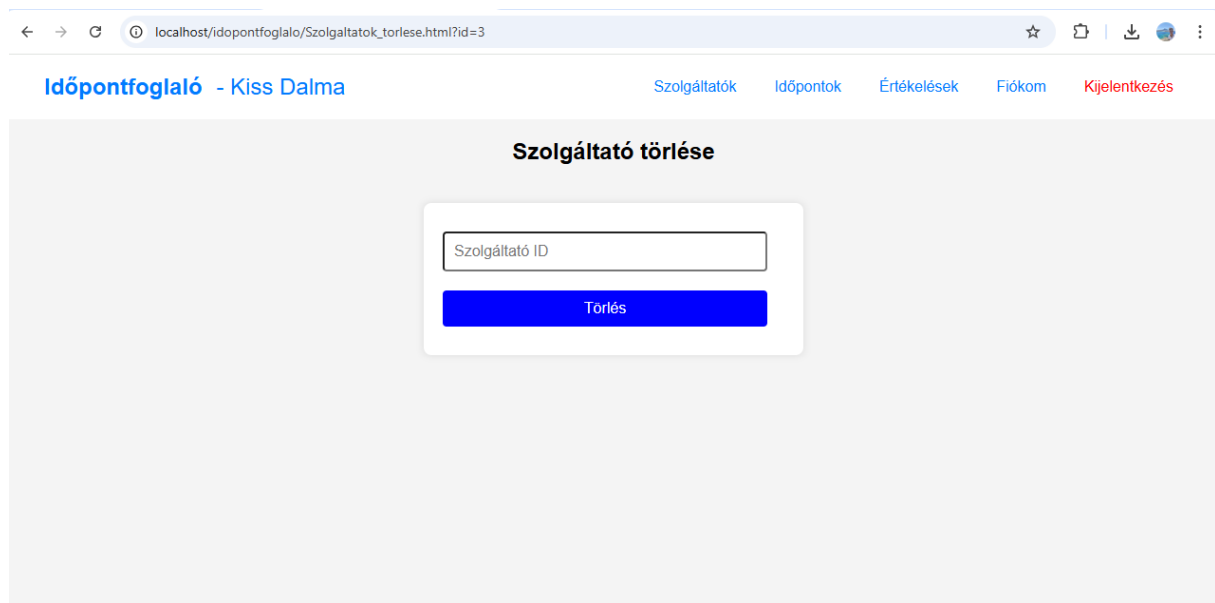 localhost/idopontfoglalo/Szolgaltatok_torlese.html?id=3
Időpontfoglaló - Kiss Dalma Szolgáltatók Időpontok Értékelések Fiókom Kijelentkezés
Szolgáltató törlése
Szolgáltató ID
Törlés